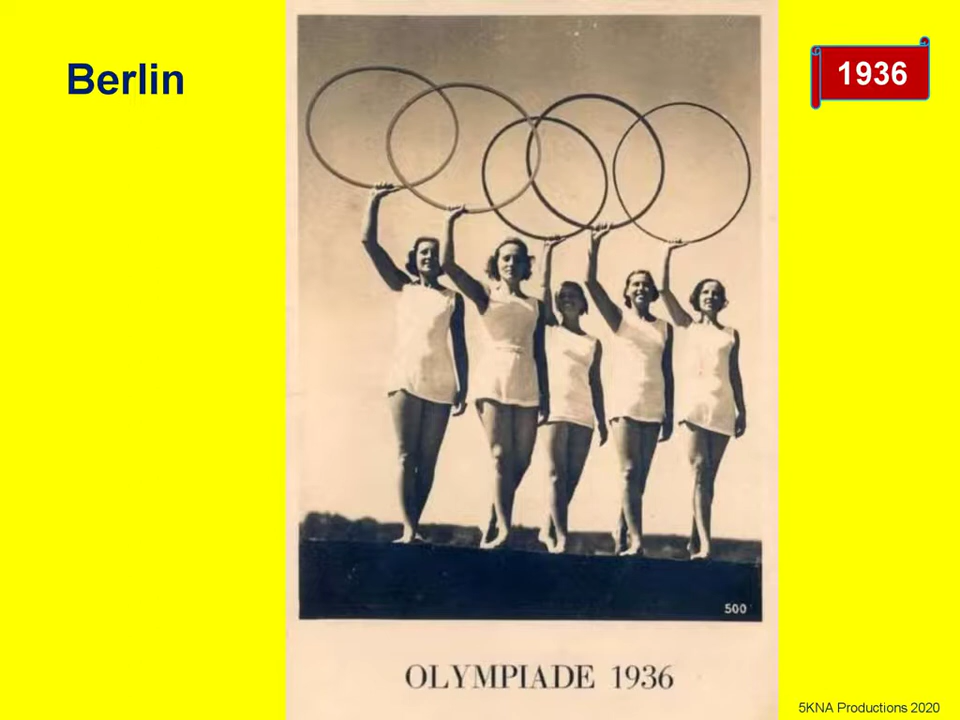 Berlin
1936
500
OLYMPIADE 1936
5KNA Productions 2020